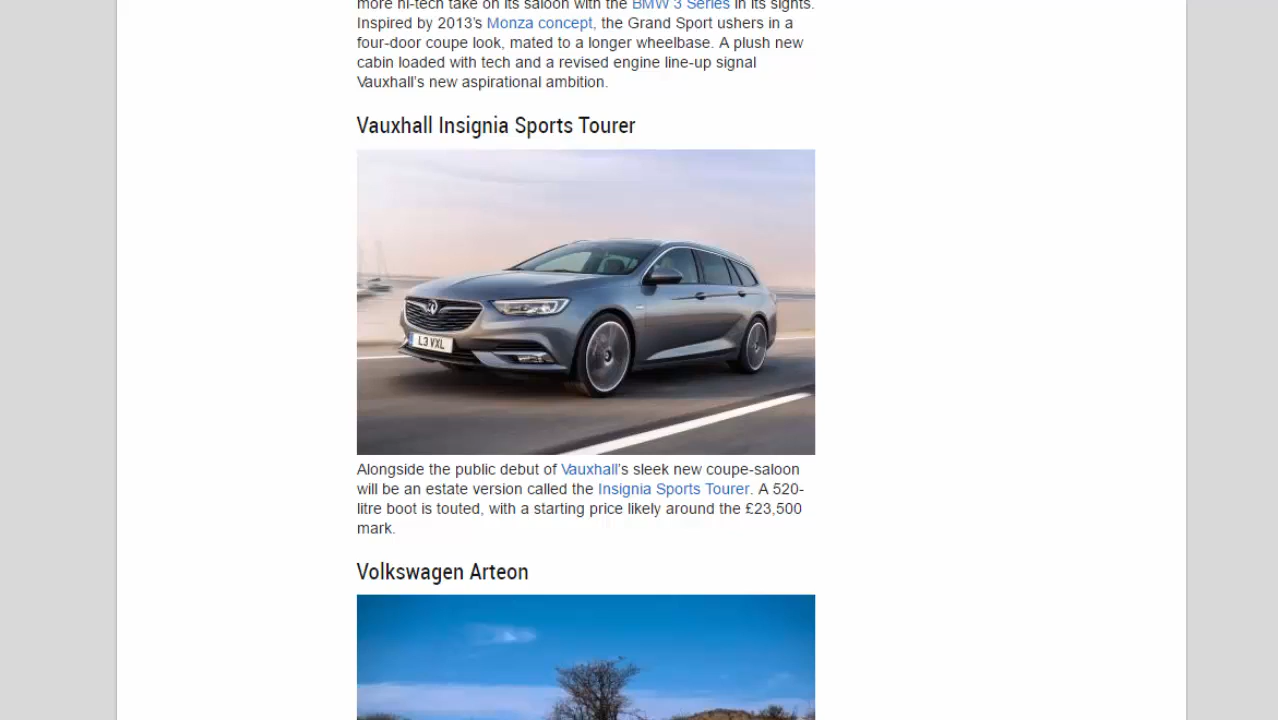 more hi-tech take on its saloon with the BMW 3 Series in its sights.
Inspired by 2013's Monza concept, the Grand Sport ushers in a
four-door coupe look, mated to a longer wheelbase. A plush new
cabin loaded with tech and a revised engine line-up signal
Vauxhall's new aspirational ambition.
Vauxhall Insignia Sports Tourer
L3 VXL
Alongside the public debut of Vauxhall's sleek new coupe-saloon
will be an estate version called the Insignia Sports Tourer. A 520-
litre boot is touted, with a starting price likely around the £23,500
mark.
Volkswagen Arteon